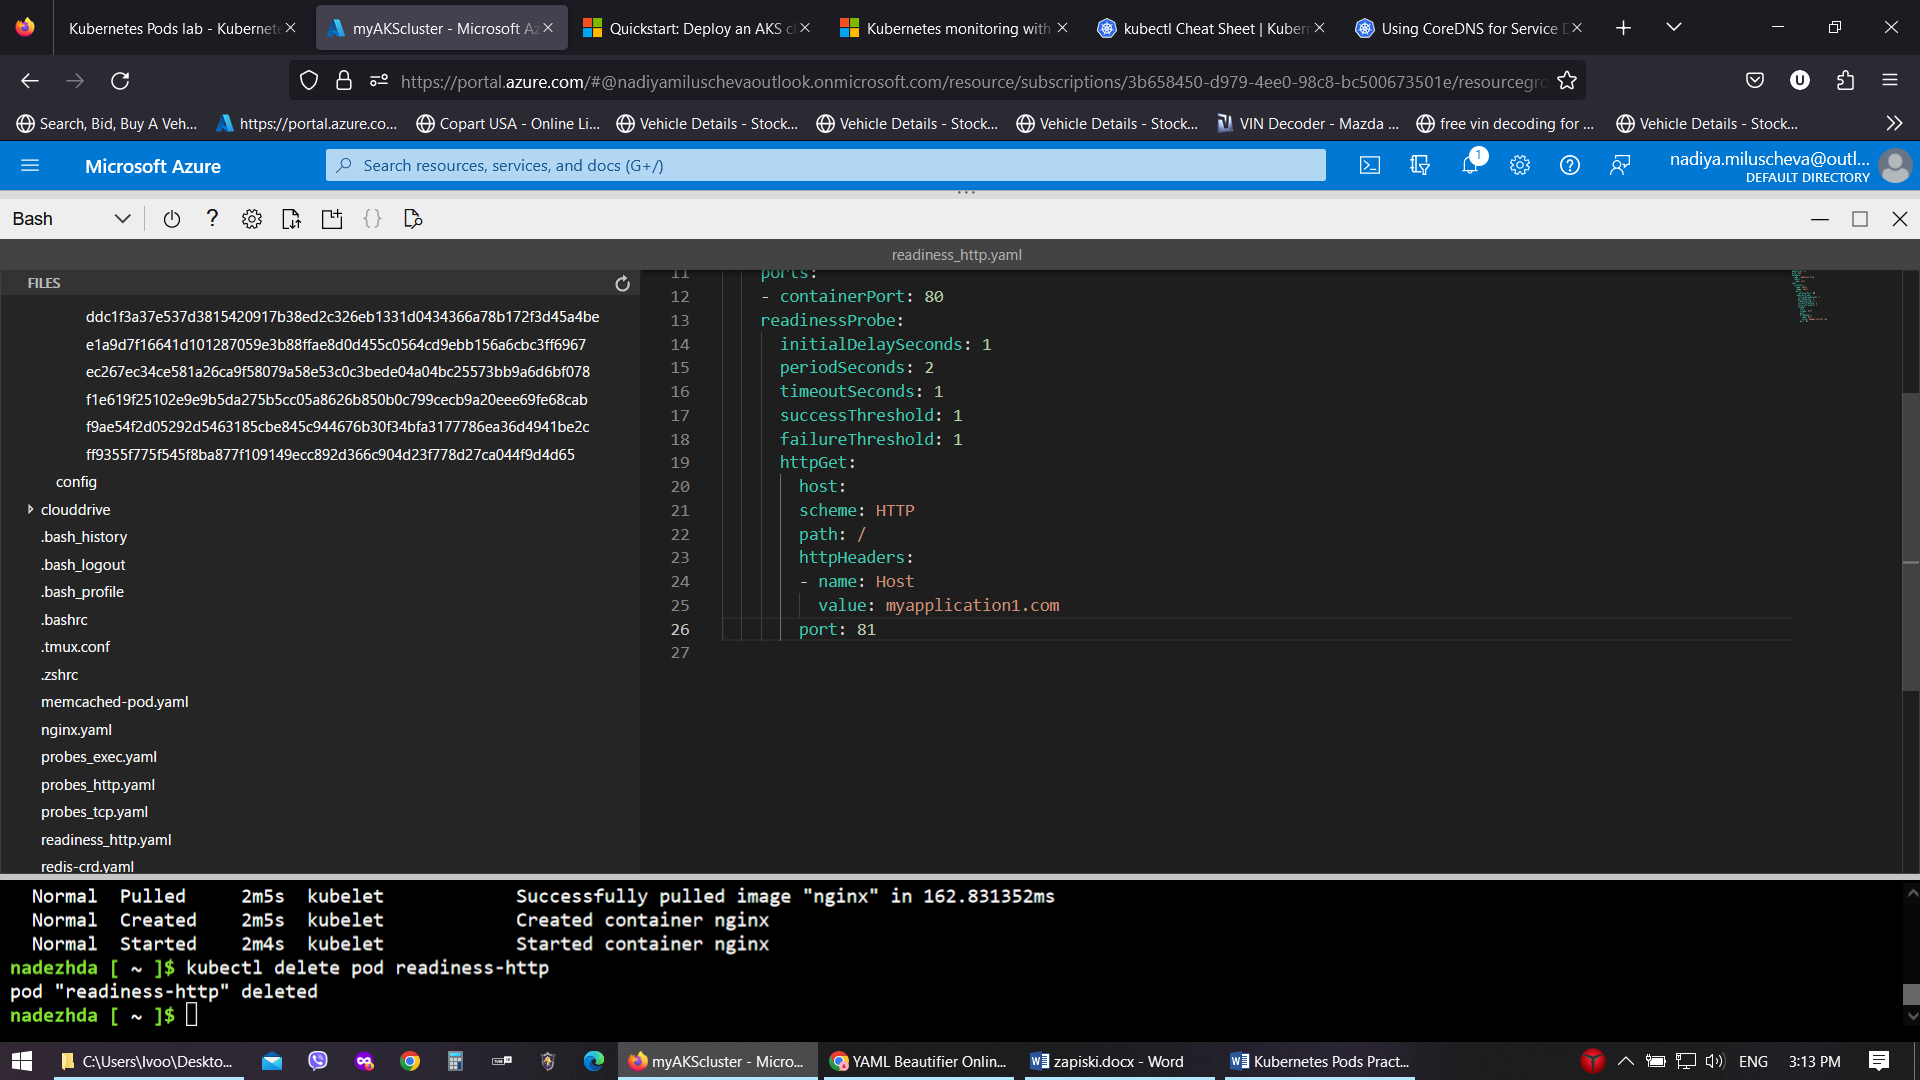 Kubernetes Pods lab - Kubernete
myAKScluster - Microsoft Az
Quickstart: Deploy an AKS cl
Kubernetes monitoring with
kubectl Cheat Sheet | Kubern
Using CoreDNS for Service D
https://portal.azure.com/#@nadiyamiluschevaoutlook.onmicrosoft.com/resource/subscriptions/3b658450-d979-4ee0-98c8-bc500673501e/resourcegro
Search, Bid, Buy A Veh...
https://portal.azure.co...
Copart USA - Online Li...
Vehicle Details - Stock...
Vehicle Details - Stock...
Vehicle Details - Stock...
VIN Decoder - Mazda ...
free vin decoding for ...
Vehicle Details - Stock...
Microsoft Azure
Search resources, services, and docs (G+/)
1
nadiya.miluscheva@outl...
DEFAULT DIRECTORY
Bash
readiness_http.yaml
FILES
ddc1f3a37e537d3815420917b38ed2c326eb1331d0434366a78b172f3d45a4be
e1a9d7f16641d101287059e3b88ffae8d0d455c0564cd9ebb156a6cbc3ff6967
ec267ec34ce581a26ca9f58079a58e53c0c3bede04a04bc25573bb9a6d6bf078
f1e619f25102e9e9b5da275b5cc05a8626b850b0c799cecb9a20eee69fe68cab
f9ae54f2d05292d5463185cbe845c944676b30f34bfa3177786ea36d4941be2c
ff9355f775f545f8ba877f109149ecc892d366c904d23f778d27ca044f9d4d65
config
clouddrive
.bash_history
.bash_logout
.bash_profile
.bashrc
.tmux.conf
.zshrc
memcached-pod.yaml
nginx.yaml
probes_exec.yaml
probes_http.yaml
probes_tcp.yaml
readiness_http.yaml
redis-crd.yaml
11 ports:
12 - containerPort: 80
13 readinessProbe:
14 initialDelaySeconds: 1
15 periodSeconds: 2
16 timeoutSeconds: 1
17 successThreshold: 1
18 failureThreshold: 1
19 httpGet:
20 host:
21 scheme: HTTP
22 path: /
23 httpHeaders:
24 - name: Host
25 value: myapplication1.com
26 port: 81
27
Normal Pulled 2m5s kubelet Successfully pulled image "nginx" in 162.831352ms
Normal Created 2m5s kubelet Created container nginx
Normal Started 2m4s kubelet Started container nginx
nadezhda [ ~ ]$ kubectl delete pod readiness-http
pod "readiness-http" deleted
nadezhda [ ~ ]$
C:\Users\Ivoo\Deskto...
myAKScluster - Micro...
YAML Beautifier Onlin...
zapiski.docx - Word
Kubernetes Pods Pract...
ENG
3:13 PM